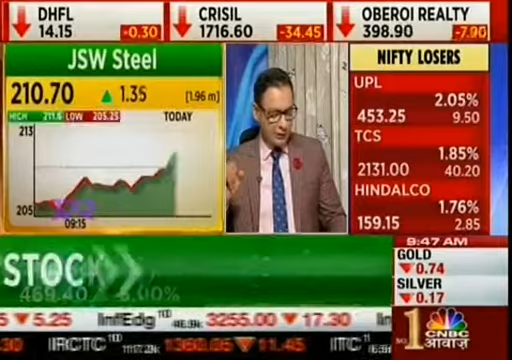 DHFL
14.15 -0.30
CRISIL
1716.60 -34.45
OBEROI REALTY
398.90 -7.90
JSW Steel
210.70 ▲ 1.35 [1.96 m]
HIGH 211.6 LOW 205.25 TODAY
213
205
09:15
NIFTY LOSERS
UPL
2.05%
453.25 9.50
TCS
1.85%
2131.00 40.20
HINDALCO
1.76%
159.15 2.85
9:47 AM
GOLD
▼0.74
SILVER
▼0.17
STOCK
469.40
▼ 5.25 3255.00 ▼ 17.30
IRCTC ▼ 11.45 ITC
NO. 1 CNBC
आवाज़